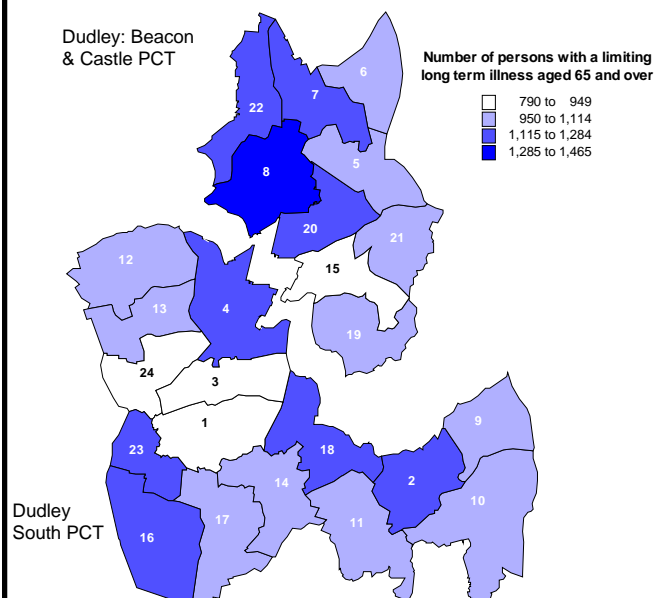 Dudley: Beacon
& Castle PCT
Number of persons with a limiting
long term illness aged 65 and over
790 to 949
950 to 1,114
1,115 to 1,284
1,285 to 1,465
6
7
22
5
8
20
21
12
15
13
4
19
24
3
1
9
23
18
2
14
10
17
11
16
Dudley
South PCT